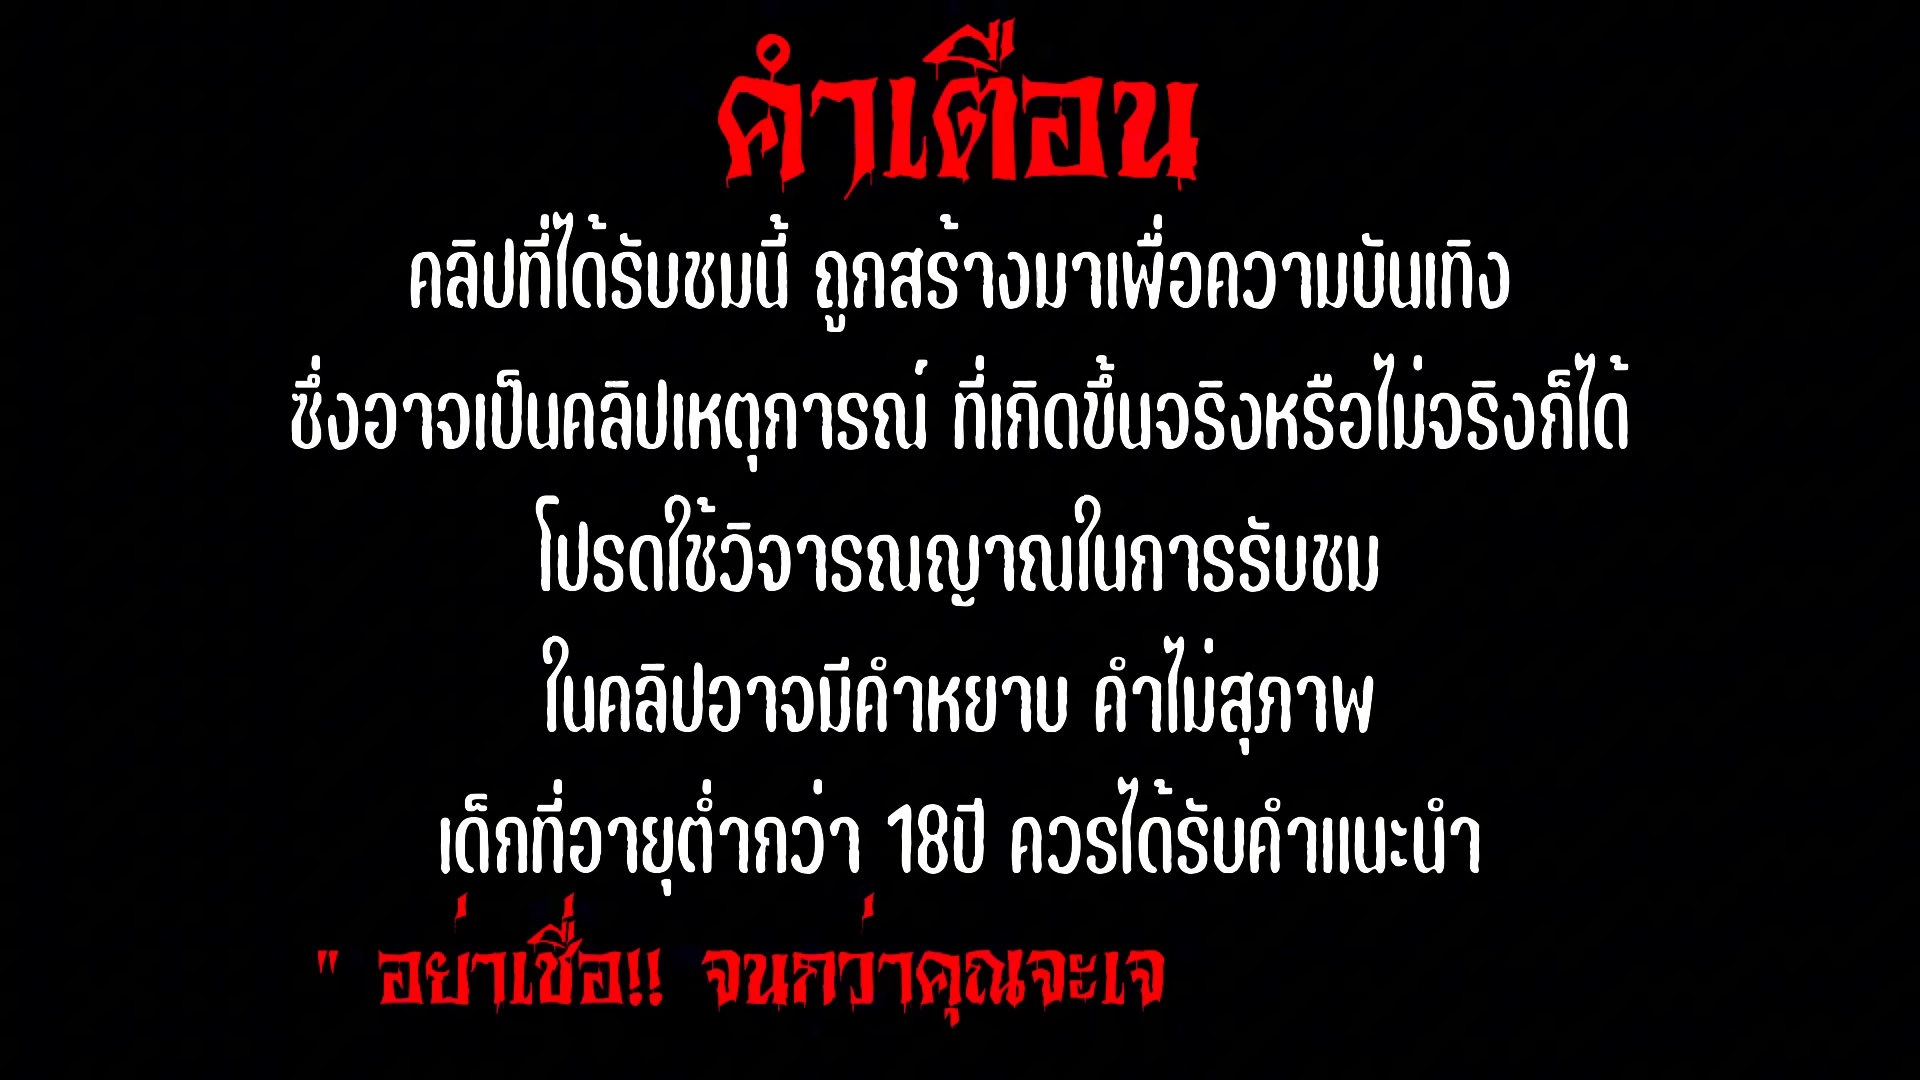 คำเตือน
คลิปที่ได้รับชมนี้ ถูกสร้างมาเพื่อความบันเทิง
ซึ่งอาจเป็นคลิปเหตุการณ์ ที่เกิดขึ้นจริงหรือไม่จริงก็ได้
โปรดใช้วิจารณญาณในการรับชม
ในคลิปอาจมีคำหยาบ คำไม่สุภาพ
เด็กที่อายุต่ำกว่า 18ปี ควรได้รับคำแนะนำ
" อย่าเชื่อ!! จนกว่าคุณจะเจ